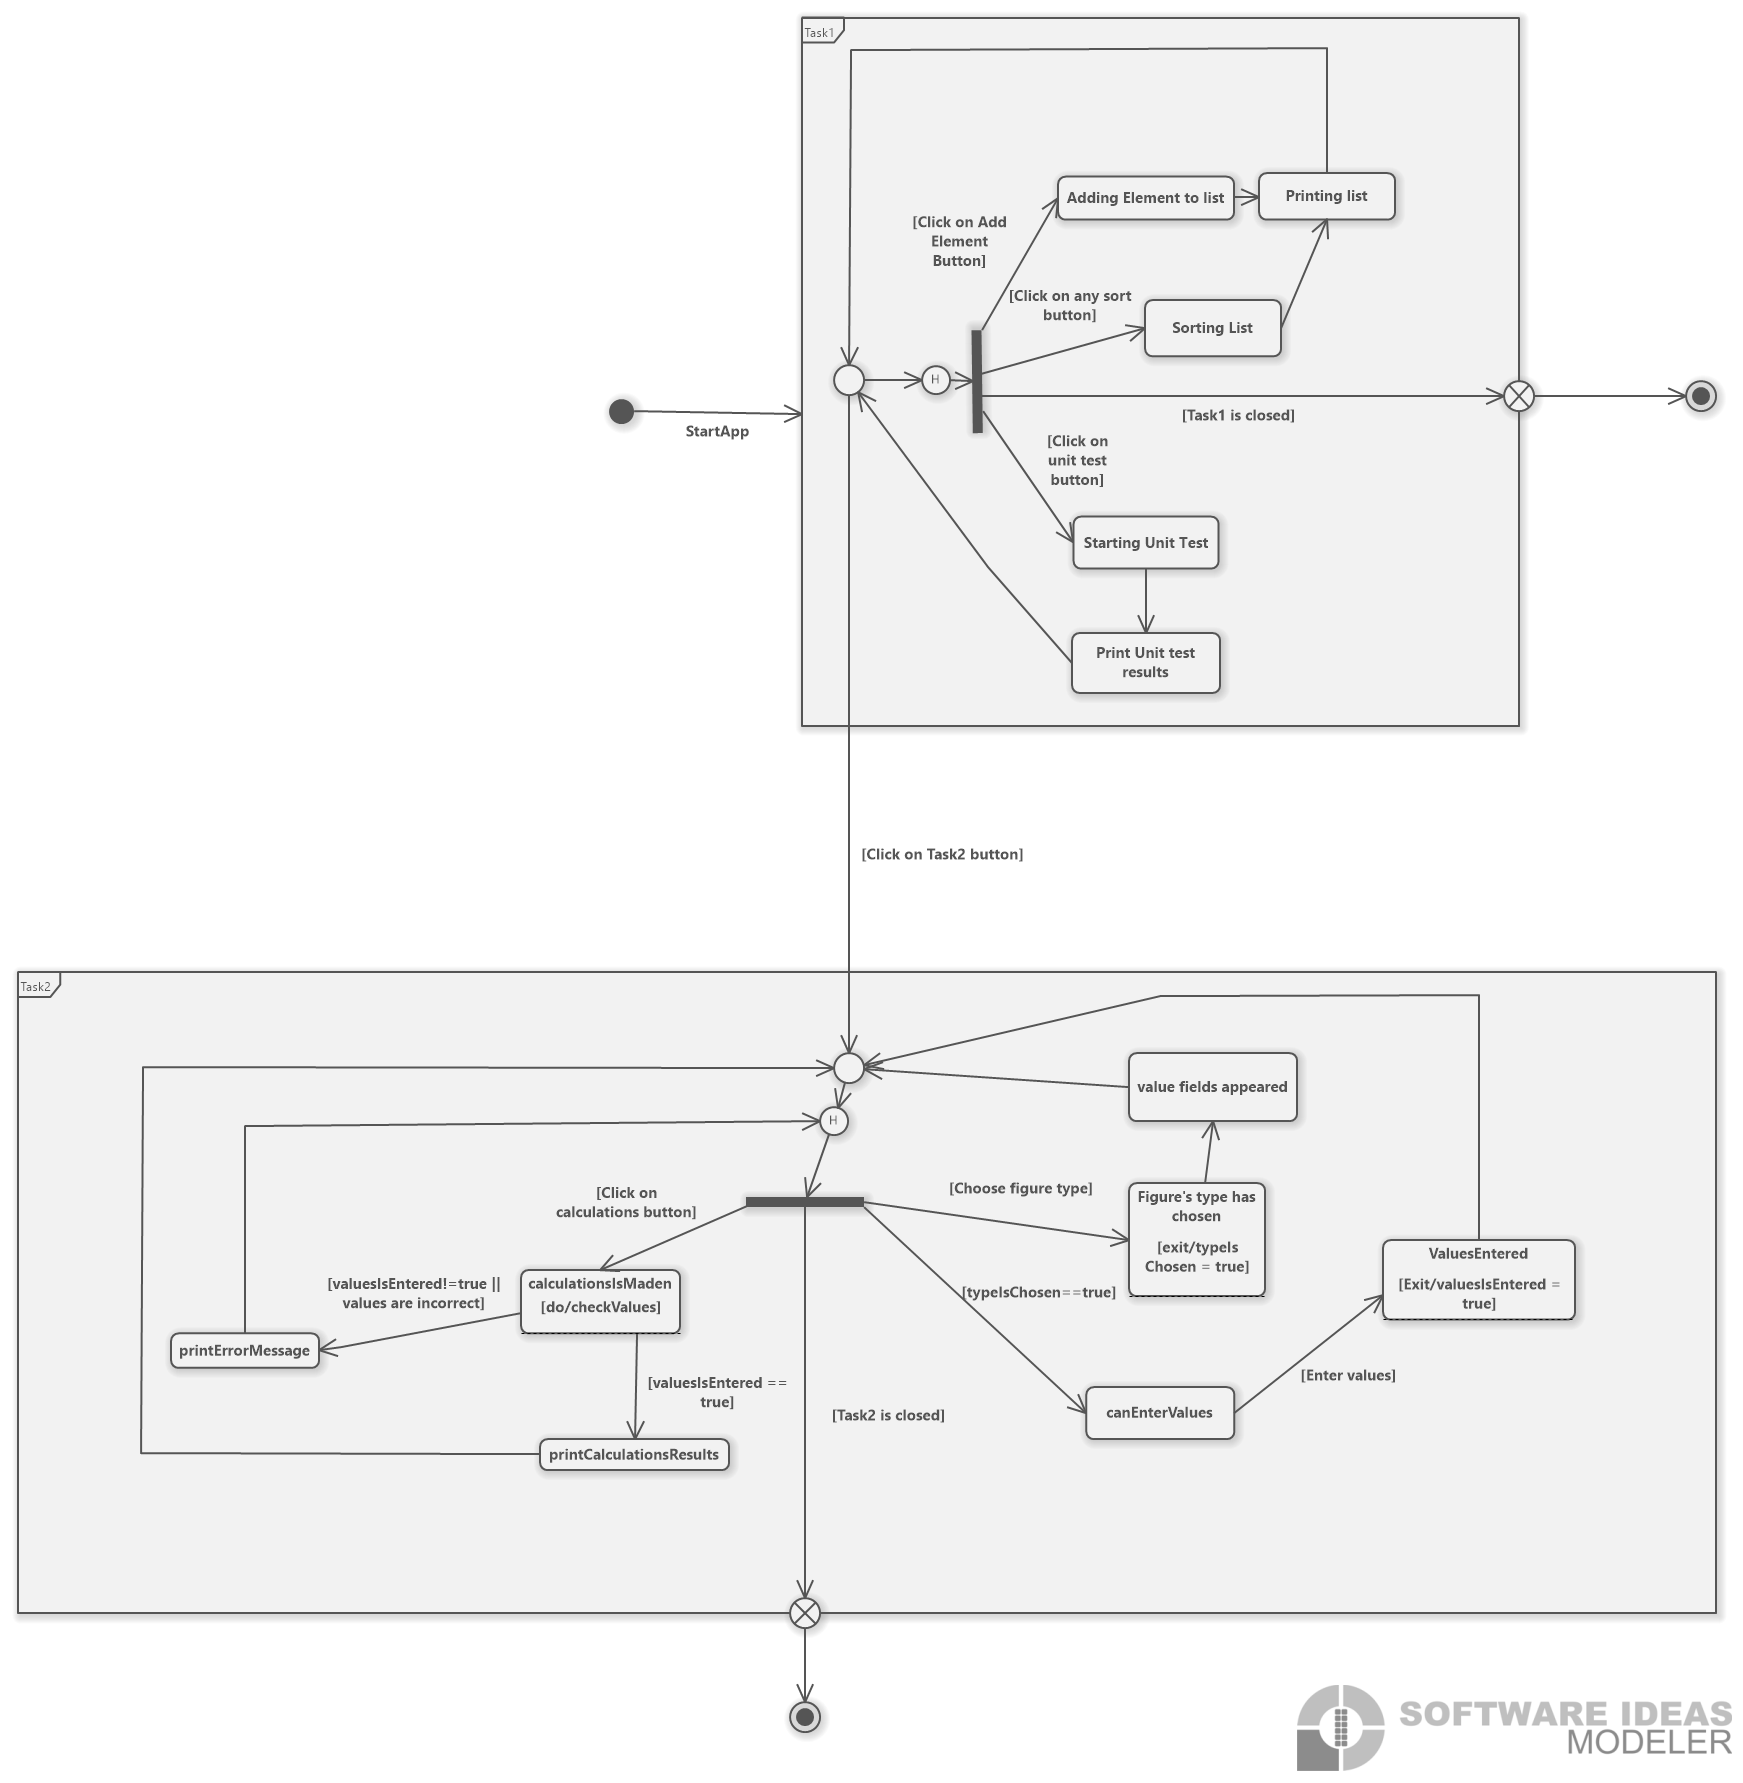 Task1
Adding Element to list
Printing list
[Click on Add
Element
Button]
[Click on any sort
button]
Sorting List
H
[Task1 is closed]
StartApp
[Click on
unit test
button]
Starting Unit Test
Print Unit test
results
[Click on Task2 button]
Task2
value fields appeared
H
[Click on
calculations button]
[Choose figure type]
Figure's type has
chosen
[exit/typeIs
Chosen = true]
ValuesEntered
[Exit/valuesIsEntered =
true]
calculationsIsMaden
[do/checkValues]
[valuesIsEntered!=true ||
values are incorrect]
[typeIsChosen==true]
printErrorMessage
[valuesIsEntered ==
true]
[Enter values]
[Task2 is closed]
canEnterValues
printCalculationsResults
SOFTWARE IDEAS
MODELER